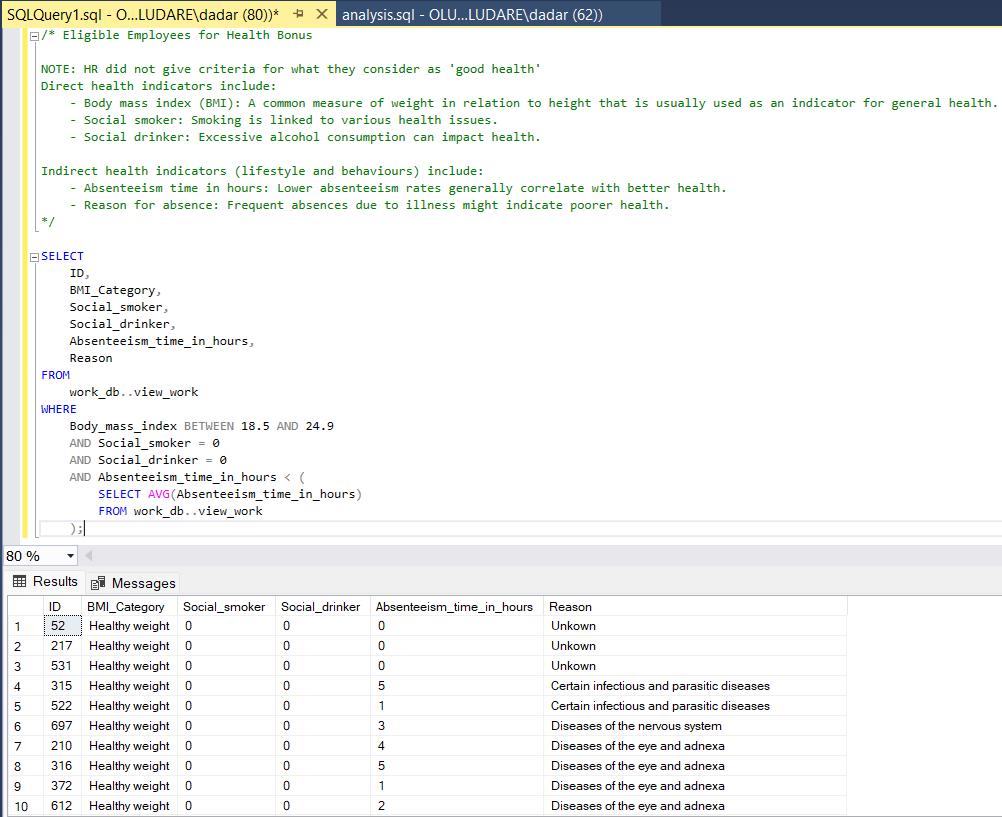 SQLQuery1.sql - O...LUDARE\dadar (80))* analysis.sql - OLU...LUDARE\dadar (62))
/* Eligible Employees for Health Bonus
NOTE: HR did not give criteria for what they consider as 'good health'
Direct health indicators include:
- Body mass index (BMI): A common measure of weight in relation to height that is usually used as an indicator for general health.
- Social smoker: Smoking is linked to various health issues.
- Social drinker: Excessive alcohol consumption can impact health.
Indirect health indicators (lifestyle and behaviours) include:
- Absenteeism time in hours: Lower absenteeism rates generally correlate with better health.
- Reason for absence: Frequent absences due to illness might indicate poorer health.
*/
SELECT
ID,
BMI_Category,
Social_smoker,
Social_drinker,
Absenteeism_time_in_hours,
Reason
FROM
work_db..view_work
WHERE
Body_mass_index BETWEEN 18.5 AND 24.9
AND Social_smoker = 0
AND Social_drinker = 0
AND Absenteeism_time_in_hours < (
SELECT AVG(Absenteeism_time_in_hours)
FROM work_db..view_work
);
80 %
Results Messages
ID BMI_Category Social_smoker Social_drinker Absenteeism_time_in_hours Reason
1 52 Healthy weight 0 0 0 Unkown
2 217 Healthy weight 0 0 0 Unkown
3 531 Healthy weight 0 0 0 Unkown
4 315 Healthy weight 0 0 5 Certain infectious and parasitic diseases
5 522 Healthy weight 0 0 1 Certain infectious and parasitic diseases
6 697 Healthy weight 0 0 3 Diseases of the nervous system
7 210 Healthy weight 0 0 4 Diseases of the eye and adnexa
8 316 Healthy weight 0 0 5 Diseases of the eye and adnexa
9 372 Healthy weight 0 0 1 Diseases of the eye and adnexa
10 612 Healthy weight 0 0 2 Diseases of the eye and adnexa